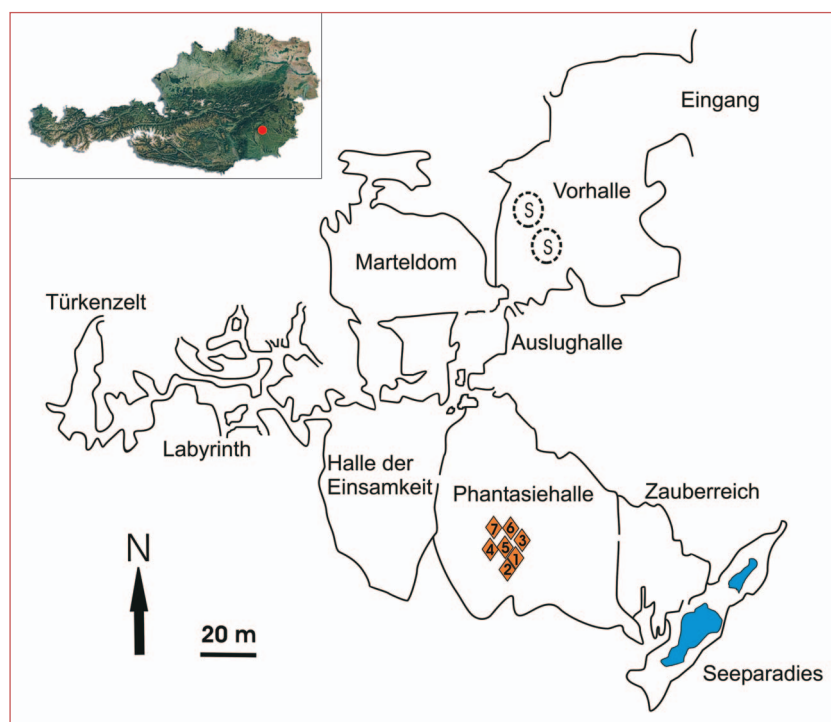 Eingang
Vorhalle
S
S
Marteldom
Türkenzelt
Auslughalle
Labyrinth
Halle der
Einsamkeit
Phantasiehalle
Zauberreich
7
6
3
5
4
1
2
N
20 m
Seeparadies